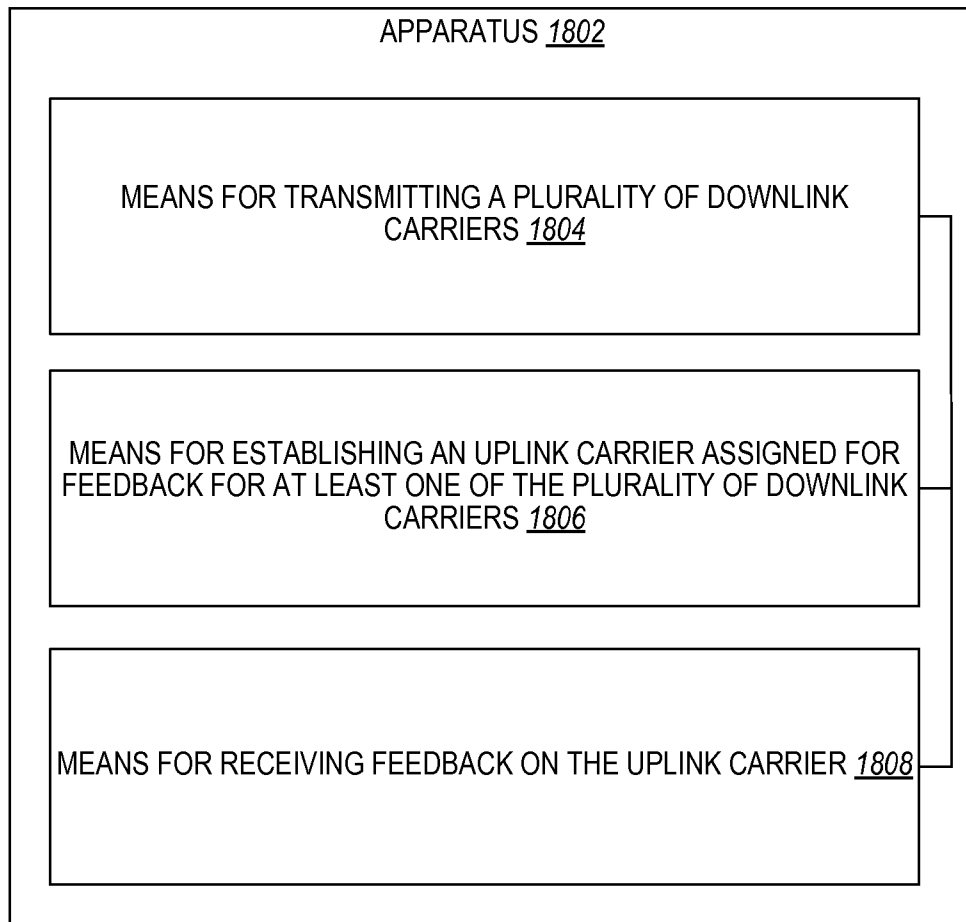 APPARATUS 1802
MEANS FOR TRANSMITTING A PLURALITY OF DOWNLINK
CARRIERS 1804
MEANS FOR ESTABLISHING AN UPLINK CARRIER ASSIGNED FOR
FEEDBACK FOR AT LEAST ONE OF THE PLURALITY OF DOWNLINK
CARRIERS 1806
MEANS FOR RECEIVING FEEDBACK ON THE UPLINK CARRIER 1808